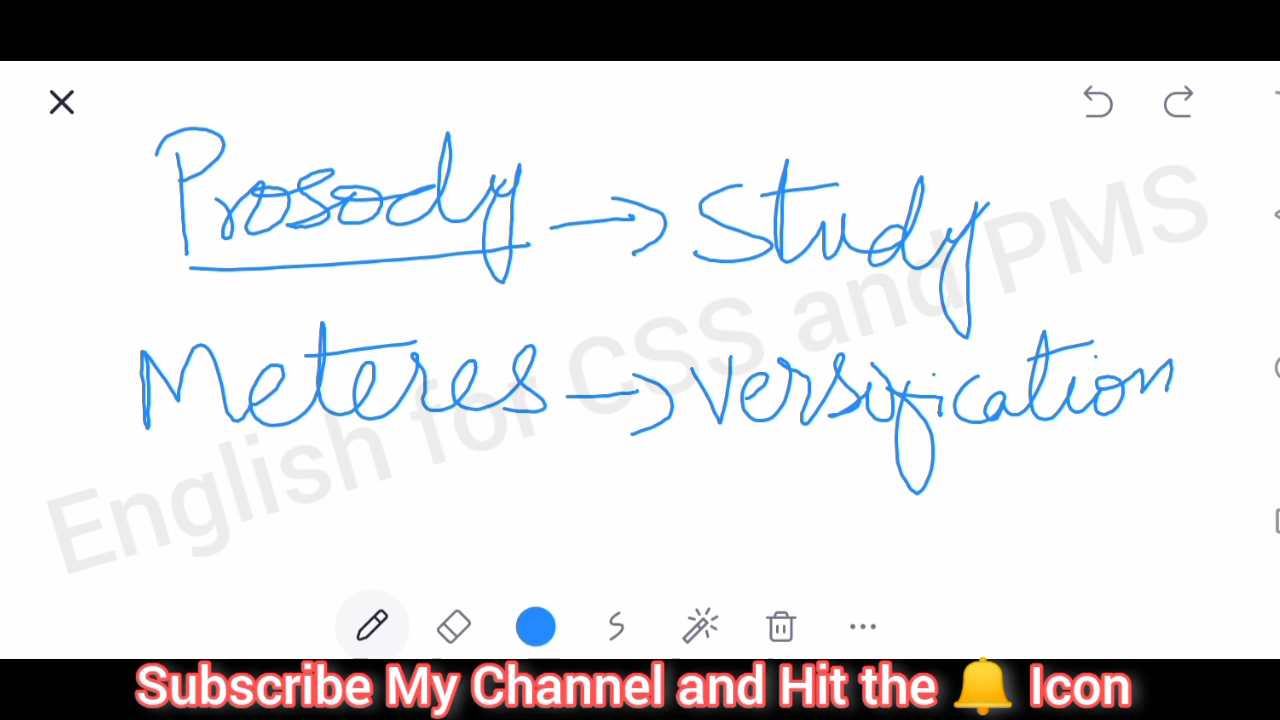 Prosody → Study
Meteres → versification
English for CSS and PMS
Subscribe My Channel and Hit the 🔔 Icon